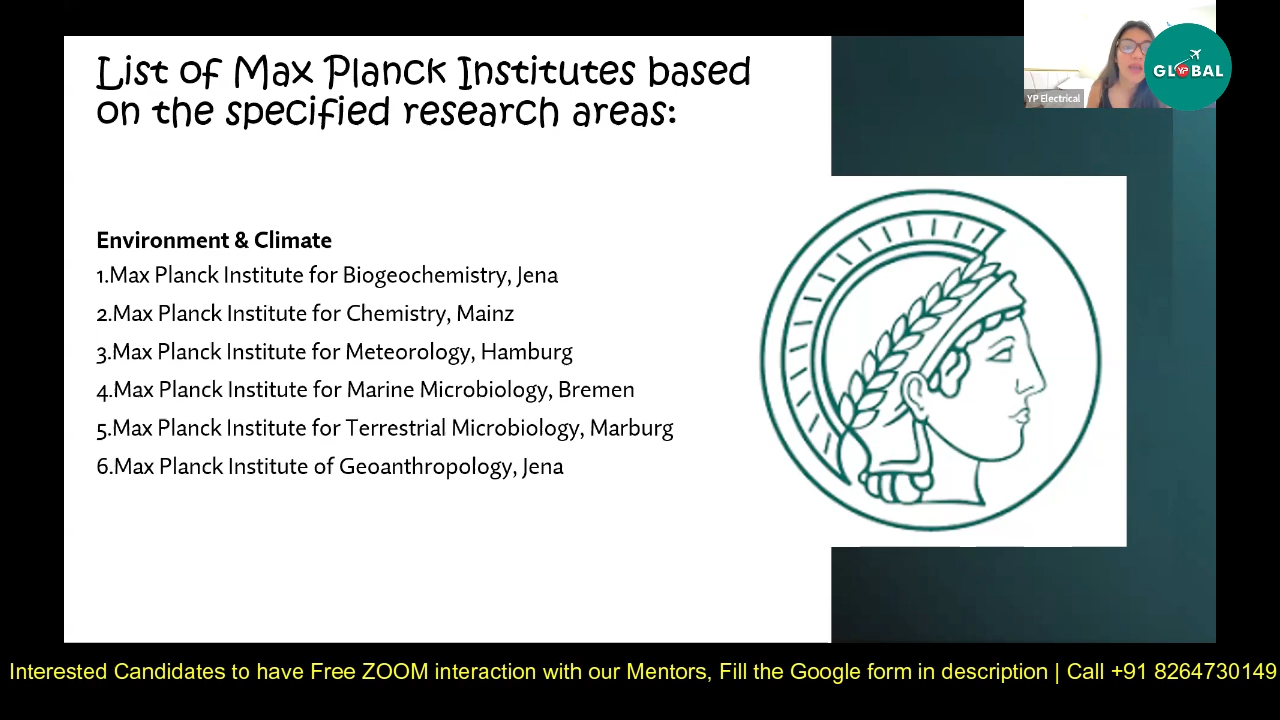 List of Max Planck Institutes based
on the specified research areas:
YP Electrical
GL YP BAL
Environment & Climate
1.Max Planck Institute for Biogeochemistry, Jena
2.Max Planck Institute for Chemistry, Mainz
3.Max Planck Institute for Meteorology, Hamburg
4.Max Planck Institute for Marine Microbiology, Bremen
5.Max Planck Institute for Terrestrial Microbiology, Marburg
6.Max Planck Institute of Geoanthropology, Jena
Interested Candidates to have Free ZOOM interaction with our Mentors, Fill the Google form in description | Call +91 8264730149